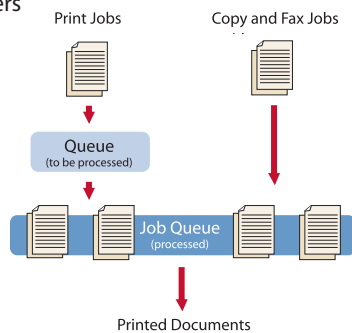 ers
Print Jobs
Copy and Fax Jobs
Queue
(to be processed)
Job Queue
(processed)
Printed Documents